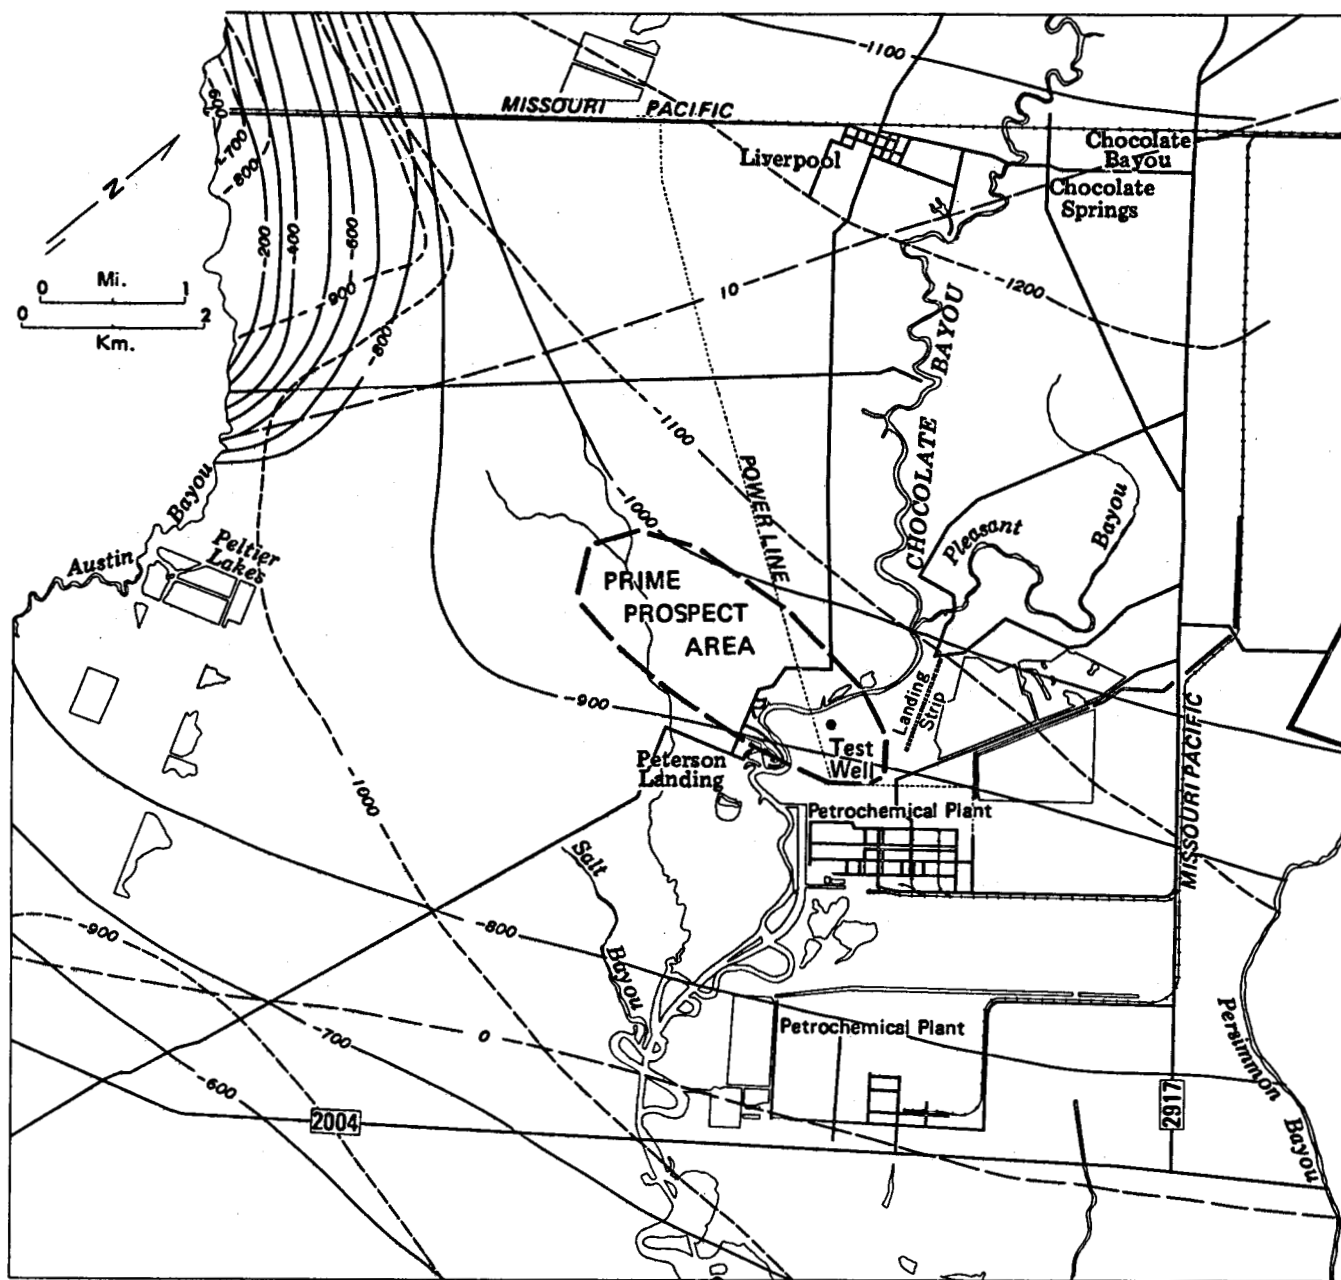 -1100
MISSOURI PACIFIC
-600
-700
-800
Liverpool
Chocolate
Bayou
Chocolate
Springs
N
-200
-400
-600
0 Mi. 1
0 2
Km.
-900
-800
10
-1200
CHOCOLATE BAYOU
-1100
POWER LINE
-1000
Pleasant Bayou
Austin Bayou
Peltier
Lakes
PRIME
PROSPECT
AREA
-900
Landing
Strip
Test
Well
MISSOURI PACIFIC
Peterson
Landing
-1000
Petrochemical Plant
Salt Bayou
-900
-800
0
-700
-600
Petrochemical Plant
Persimmon Bayou
2004
2917